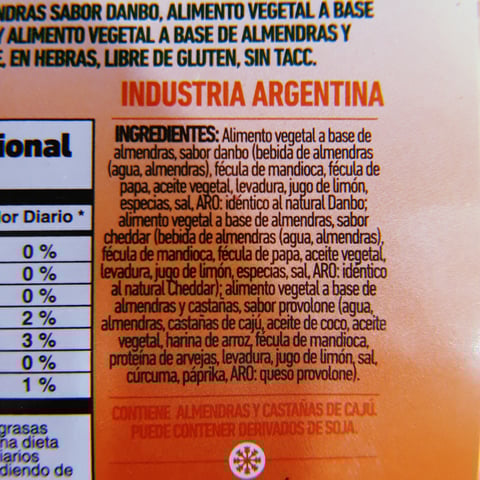 NDRAS SABOR DANBO, ALIMENTO VEGETAL A BASE
Y ALIMENTO VEGETAL A BASE DE ALMENDRAS Y
E, EN HEBRAS, LIBRE DE GLUTEN, SIN TACC.
INDUSTRIA ARGENTINA
INGREDIENTES: Alimento vegetal a base de
almendras, sabor danbo (bebida de almendras
(agua, almendras), fécula de mandioca, fécula de
papa, aceite vegetal, levadura, jugo de limón,
especias, sal, ARO: idéntico al natural Danbo;
alimento vegetal a base de almendras, sabor
cheddar (bebida de almendras (agua, almendras),
fécula de mandioca, fécula de papa, aceite vegetal,
levadura, jugo de limón, especias, sal, ARO: idéntico
al natural Cheddar); alimento vegetal a base de
almendras y castañas, sabor provolone (agua,
almendras, castañas de cajú, aceite de coco, aceite
vegetal, harina de arroz, fécula de mandioca,
proteína de arvejas, levadura, jugo de limón, sal,
cúrcuma, páprika, ARO: queso provolone).
CONTIENE ALMENDRAS Y CASTAÑAS DE CAJÚ.
PUEDE CONTENER DERIVADOS DE SOJA.
ional
lor Diario *
0 %
0 %
0 %
2 %
3 %
0 %
1 %
grasas
na dieta
iarios
diendo de